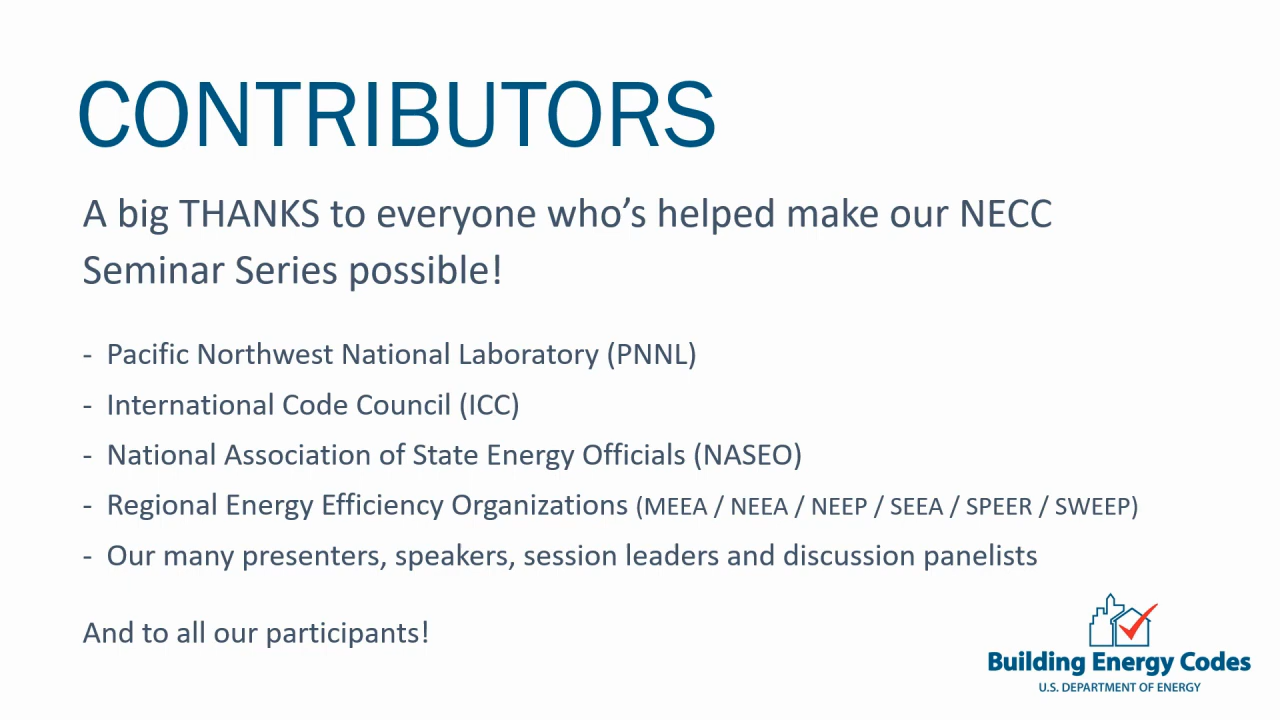 CONTRIBUTORS
A big THANKS to everyone who’s helped make our NECC
Seminar Series possible!
- Pacific Northwest National Laboratory (PNNL)
- International Code Council (ICC)
- National Association of State Energy Officials (NASEO)
- Regional Energy Efficiency Organizations (MEEA / NEEA / NEEP / SEEA / SPEER / SWEEP)
- Our many presenters, speakers, session leaders and discussion panelists
And to all our participants!
Building Energy Codes
U.S. DEPARTMENT OF ENERGY